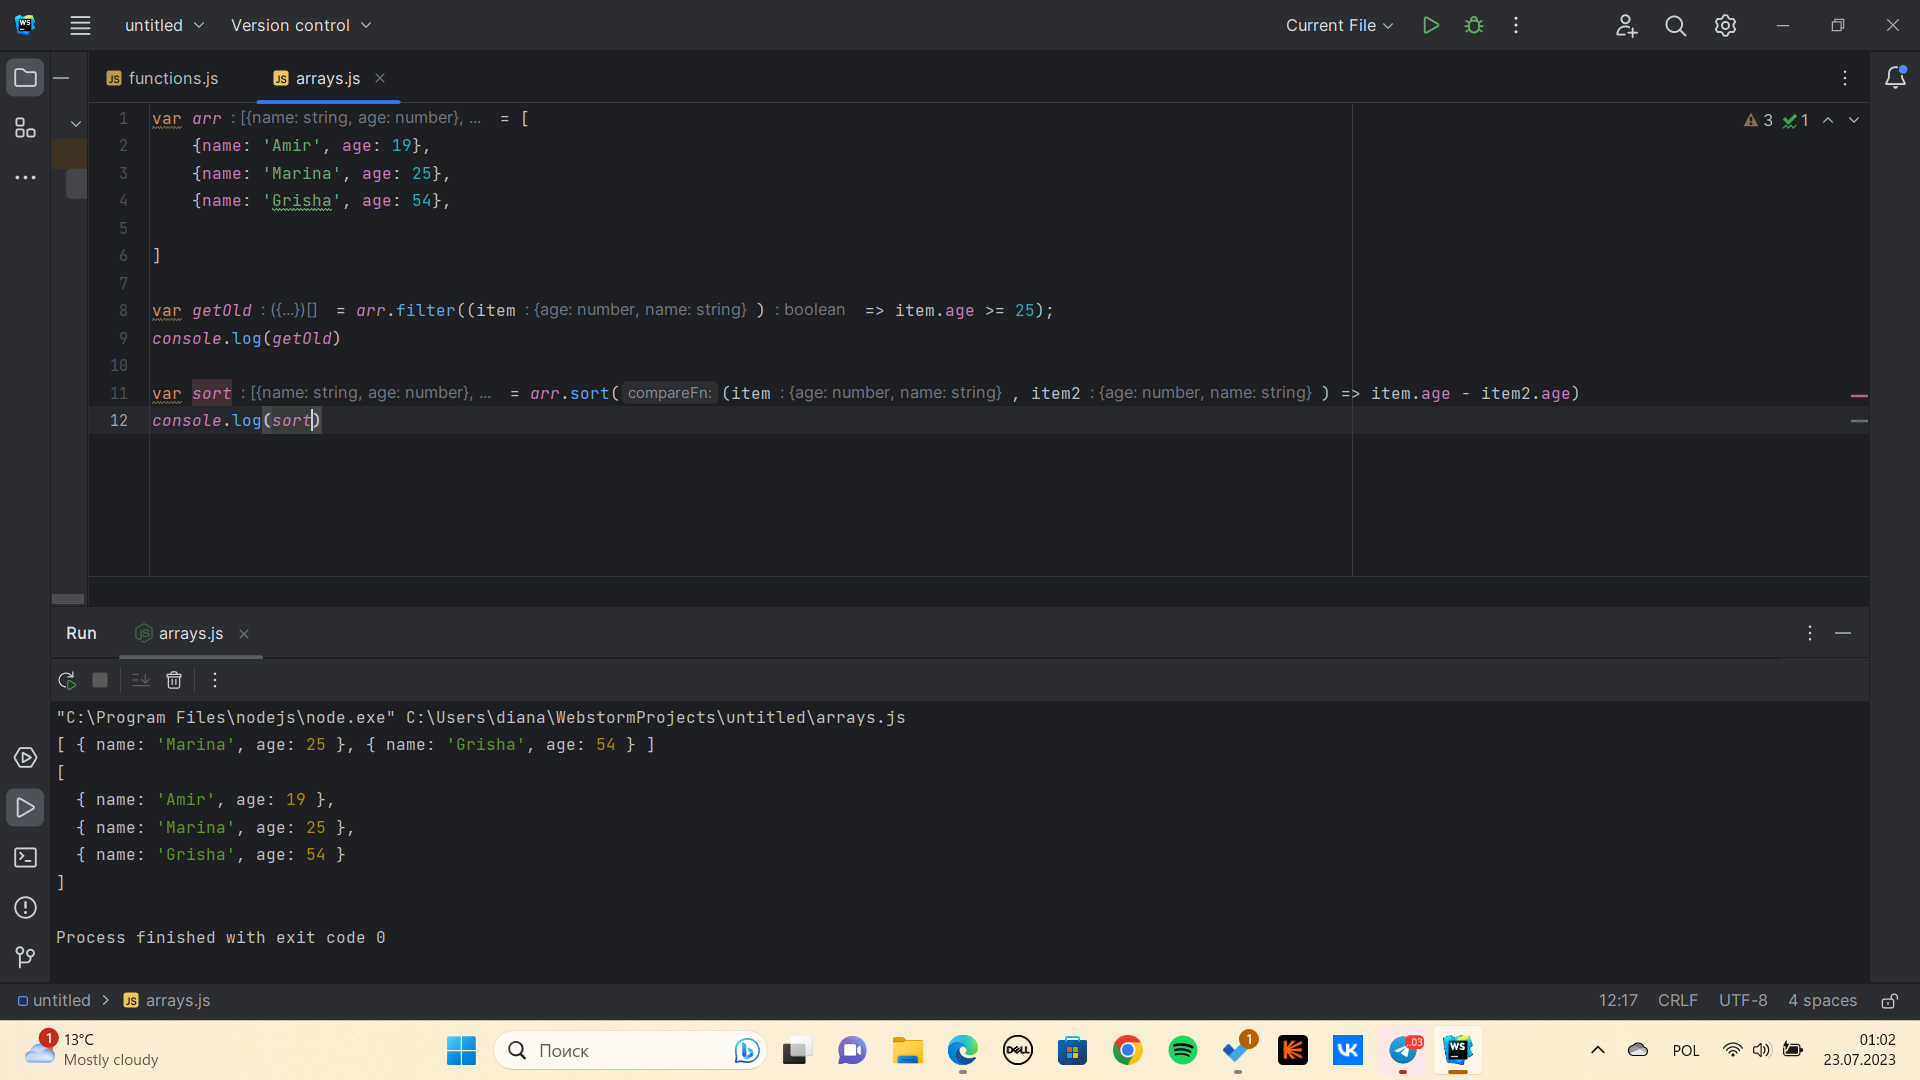 untitled Version control Current File
functions.js arrays.js
1 var arr : [{name: string, age: number}, ... = [
2 {name: 'Amir', age: 19},
3 {name: 'Marina', age: 25},
4 {name: 'Grisha', age: 54},
5
6 ]
7
8 var getOld : ({...})[] = arr.filter((item : {age: number, name: string} ) : boolean => item.age >= 25);
9 console.log(getOld)
10
11 var sort : [{name: string, age: number}, ... = arr.sort( compareFn: (item : {age: number, name: string} , item2 : {age: number, name: string} ) => item.age - item2.age)
12 console.log(sort)
3 1
Run arrays.js
"C:\Program Files\nodejs\node.exe" C:\Users\diana\WebstormProjects\untitled\arrays.js
[ { name: 'Marina', age: 25 }, { name: 'Grisha', age: 54 } ]
[
{ name: 'Amir', age: 19 },
{ name: 'Marina', age: 25 },
{ name: 'Grisha', age: 54 }
]
Process finished with exit code 0
untitled > arrays.js
12:17 CRLF UTF-8 4 spaces
1 13°C
Mostly cloudy
Поиск
DELL
1
..03
WS
POL
01:02
23.07.2023